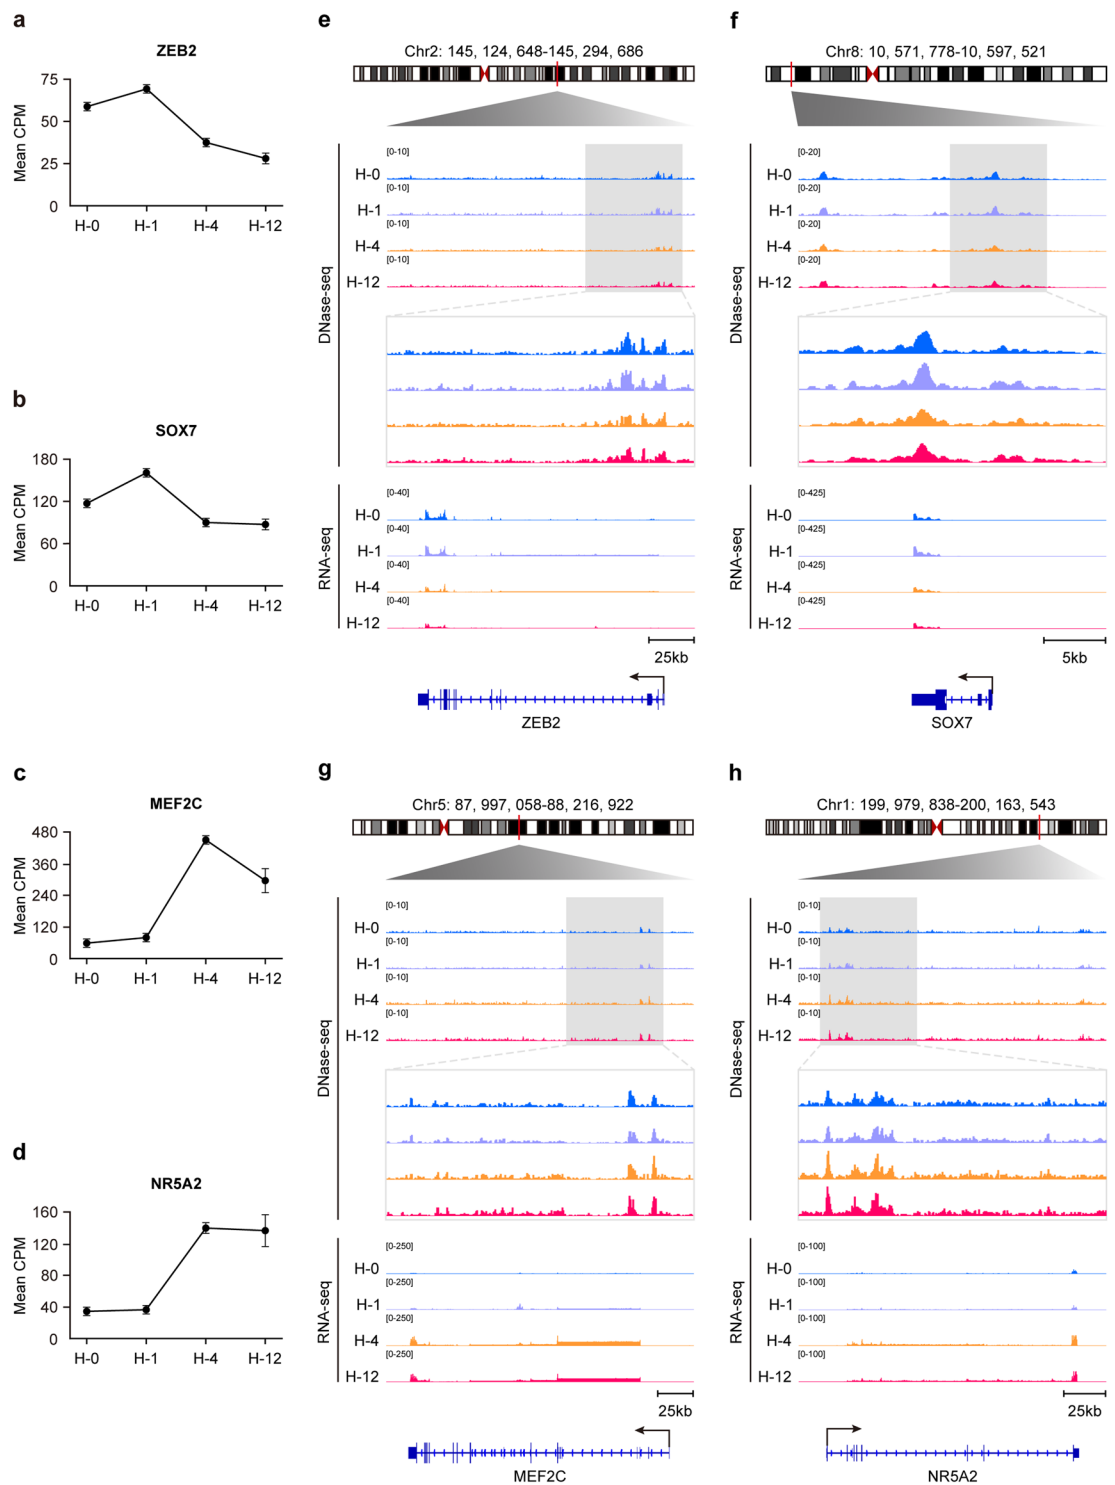 a
ZEB2
Mean CPM
75
50
25
0
H-0 H-1 H-4 H-12
b
SOX7
Mean CPM
180
120
60
0
H-0 H-1 H-4 H-12
c
MEF2C
Mean CPM
480
360
240
120
0
H-0 H-1 H-4 H-12
d
NR5A2
Mean CPM
160
120
80
40
0
H-0 H-1 H-4 H-12
e
Chr2: 145, 124, 648-145, 294, 686
DNase-seq
[0-10]
H-0
[0-10]
H-1
[0-10]
H-4
[0-10]
H-12
RNA-seq
[0-40]
H-0
[0-40]
H-1
[0-40]
H-4
[0-40]
H-12
25kb
ZEB2
f
Chr8: 10, 571, 778-10, 597, 521
DNase-seq
[0-20]
H-0
[0-20]
H-1
[0-20]
H-4
[0-20]
H-12
RNA-seq
[0-425]
H-0
[0-425]
H-1
[0-425]
H-4
[0-425]
H-12
5kb
SOX7
g
Chr5: 87, 997, 058-88, 216, 922
DNase-seq
[0-10]
H-0
[0-10]
H-1
[0-10]
H-4
[0-10]
H-12
RNA-seq
[0-250]
H-0
[0-250]
H-1
[0-250]
H-4
[0-250]
H-12
25kb
MEF2C
h
Chr1: 199, 979, 838-200, 163, 543
DNase-seq
[0-10]
H-0
[0-10]
H-1
[0-10]
H-4
[0-10]
H-12
RNA-seq
[0-100]
H-0
[0-100]
H-1
[0-100]
H-4
[0-100]
H-12
25kb
NR5A2